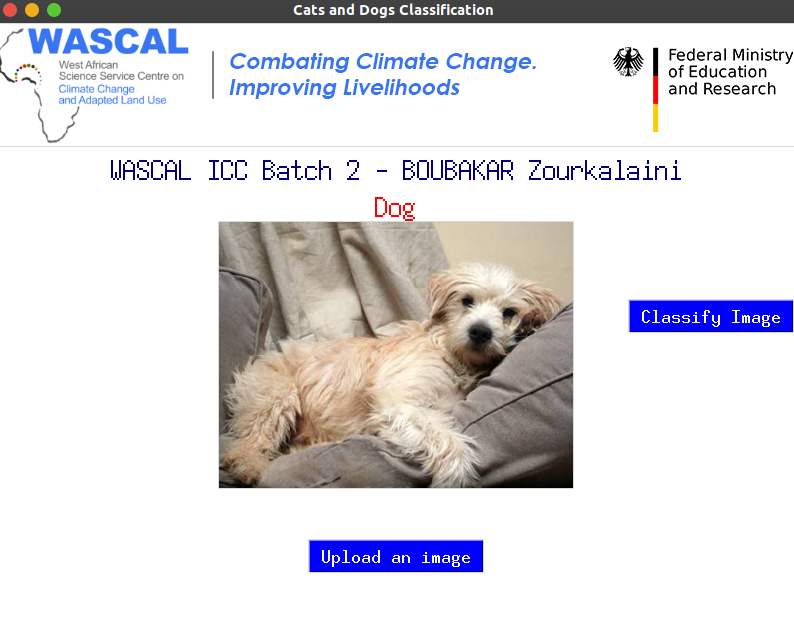 Cats and Dogs Classification
WASCAL
West African
Science Service Centre on
Climate Change
and Adapted Land Use
Combating Climate Change.
Improving Livelihoods
Federal Ministry
of Education
and Research
WASCAL ICC Batch 2 - BOUBAKAR Zourkalaini
Dog
Classify Image
Upload an image